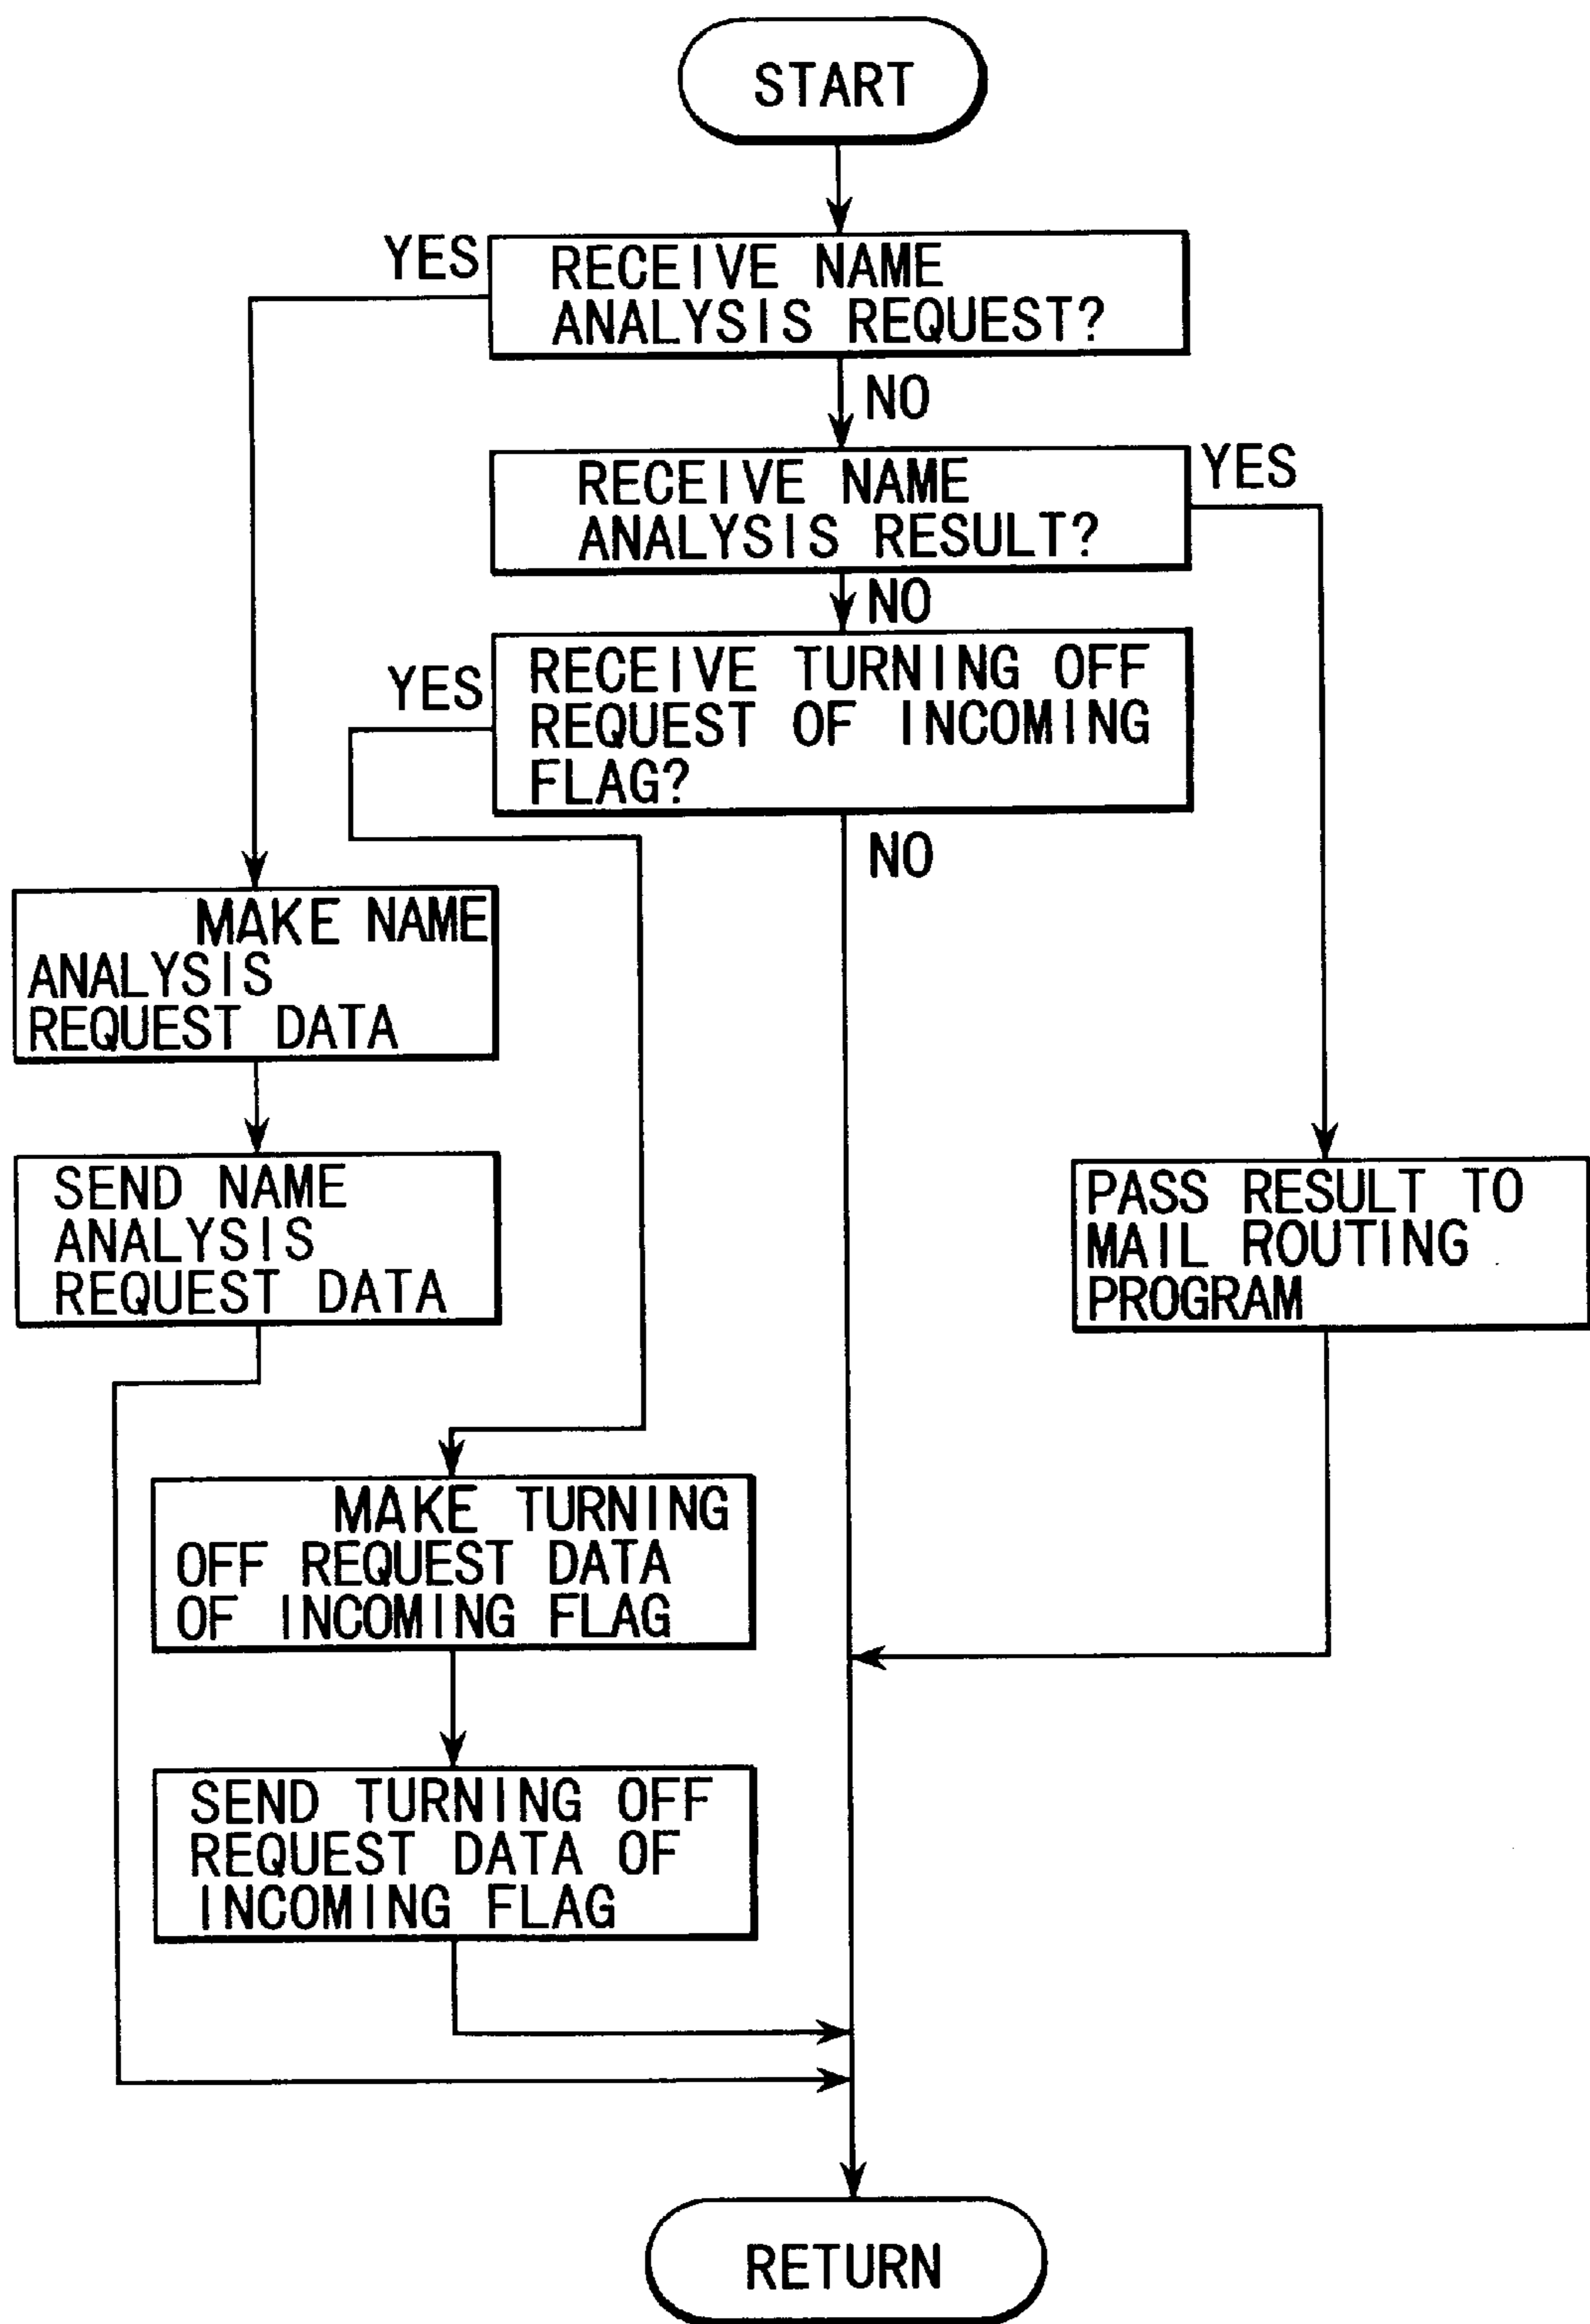 START
YES
RECEIVE NAME
ANALYSIS REQUEST?
NO
RECEIVE NAME
ANALYSIS RESULT?
YES
NO
YES
RECEIVE TURNING OFF
REQUEST OF INCOMING
FLAG?
NO
MAKE NAME
ANALYSIS
REQUEST DATA
SEND NAME
ANALYSIS
REQUEST DATA
PASS RESULT TO
MAIL ROUTING
PROGRAM
MAKE TURNING
OFF REQUEST DATA
OF INCOMING FLAG
SEND TURNING OFF
REQUEST DATA OF
INCOMING FLAG
RETURN